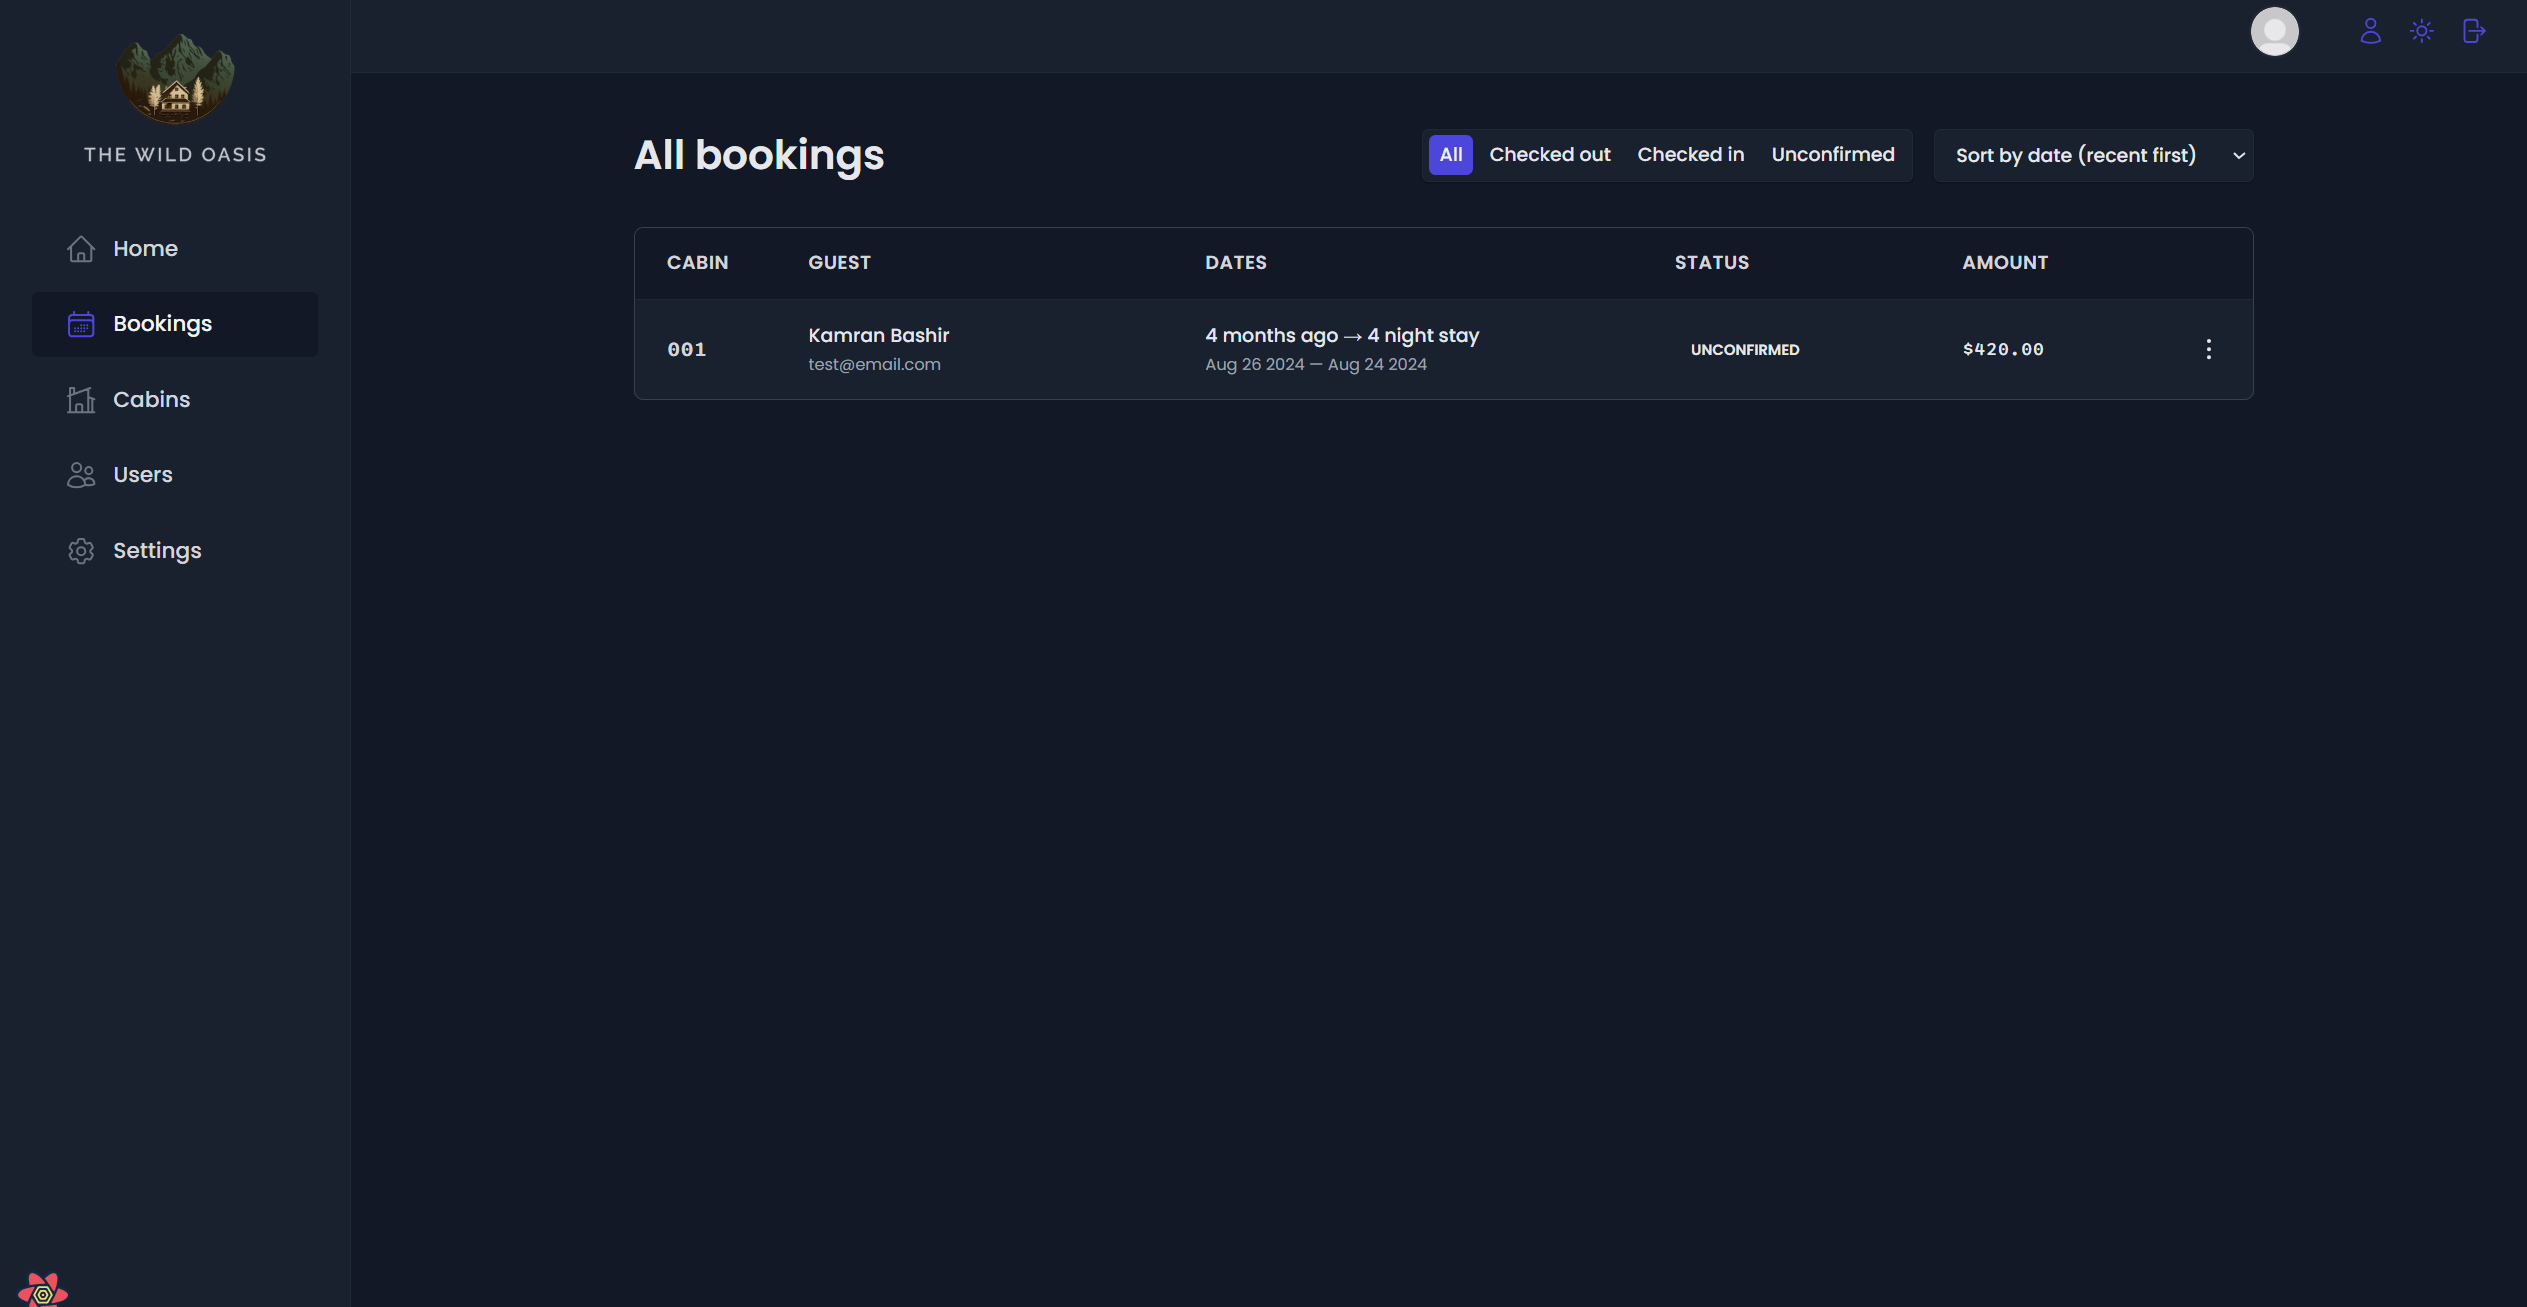 THE WILD OASIS
Home
Bookings
Cabins
Users
Settings
All bookings
All Checked out Checked in Unconfirmed
Sort by date (recent first)
CABIN GUEST DATES STATUS AMOUNT
001 Kamran Bashir 4 months ago → 4 night stay UNCONFIRMED $420.00
test@email.com Aug 26 2024 — Aug 24 2024